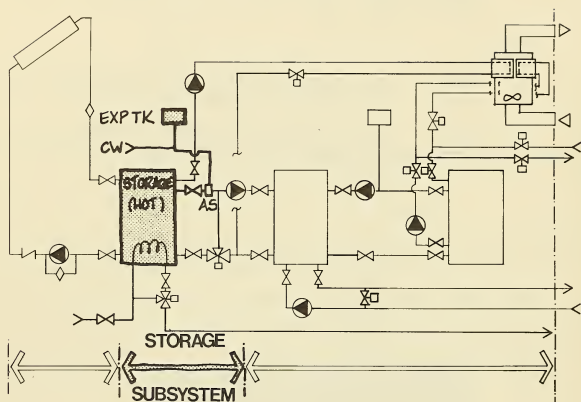 EXP TK
CW
STORAGE
(HOT)
AS
STORAGE
SUBSYSTEM